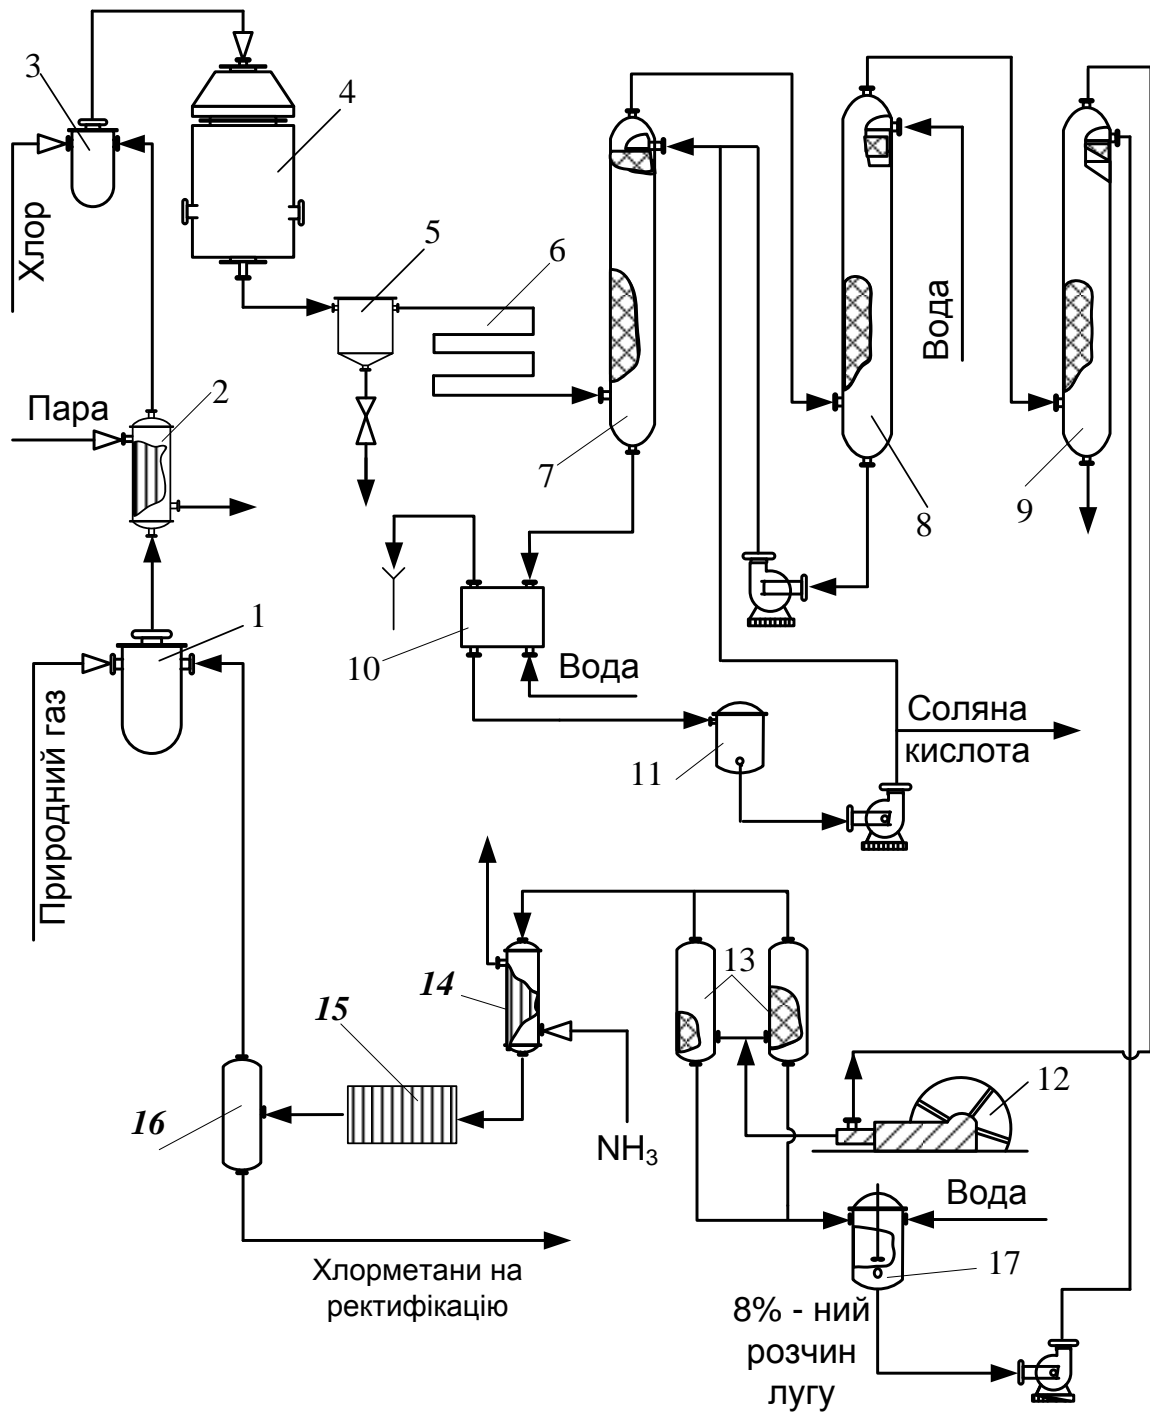 3
4
Хлор
5
6
Вода
2
Пара
7
8
9
1
10
Вода
Природний газ
11
Соляна
кислота
13
14
15
12
16
NH₃
Вода
17
Хлорметани на
ректифікацію
8% - ний
розчин
лугу